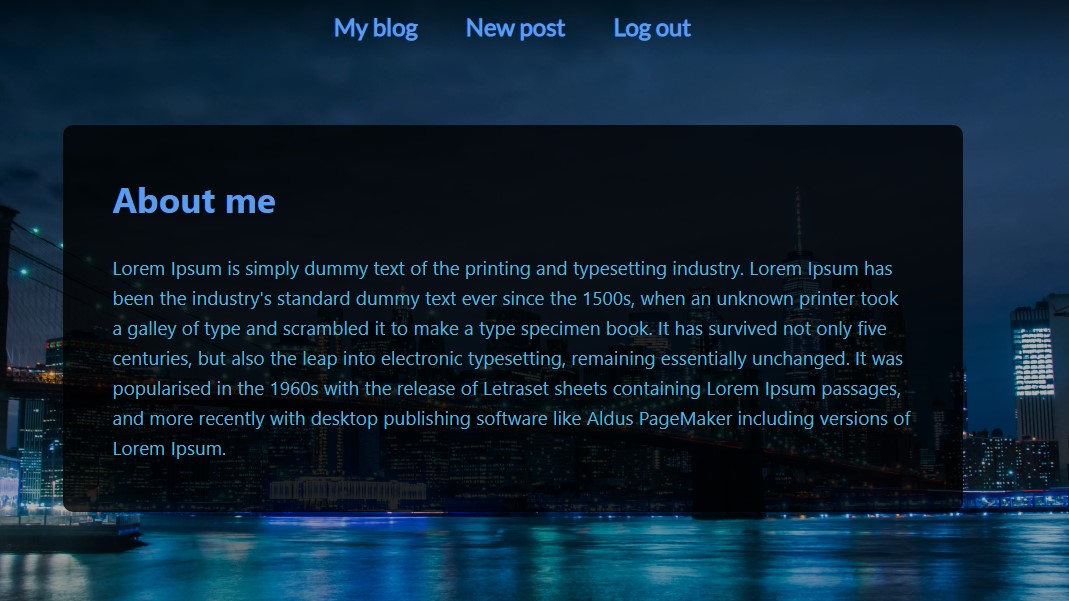 My blog New post Log out
About me
Lorem Ipsum is simply dummy text of the printing and typesetting industry. Lorem Ipsum has
been the industry's standard dummy text ever since the 1500s, when an unknown printer took
a galley of type and scrambled it to make a type specimen book. It has survived not only five
centuries, but also the leap into electronic typesetting, remaining essentially unchanged. It was
popularised in the 1960s with the release of Letraset sheets containing Lorem Ipsum passages,
and more recently with desktop publishing software like Aldus PageMaker including versions of
Lorem Ipsum.